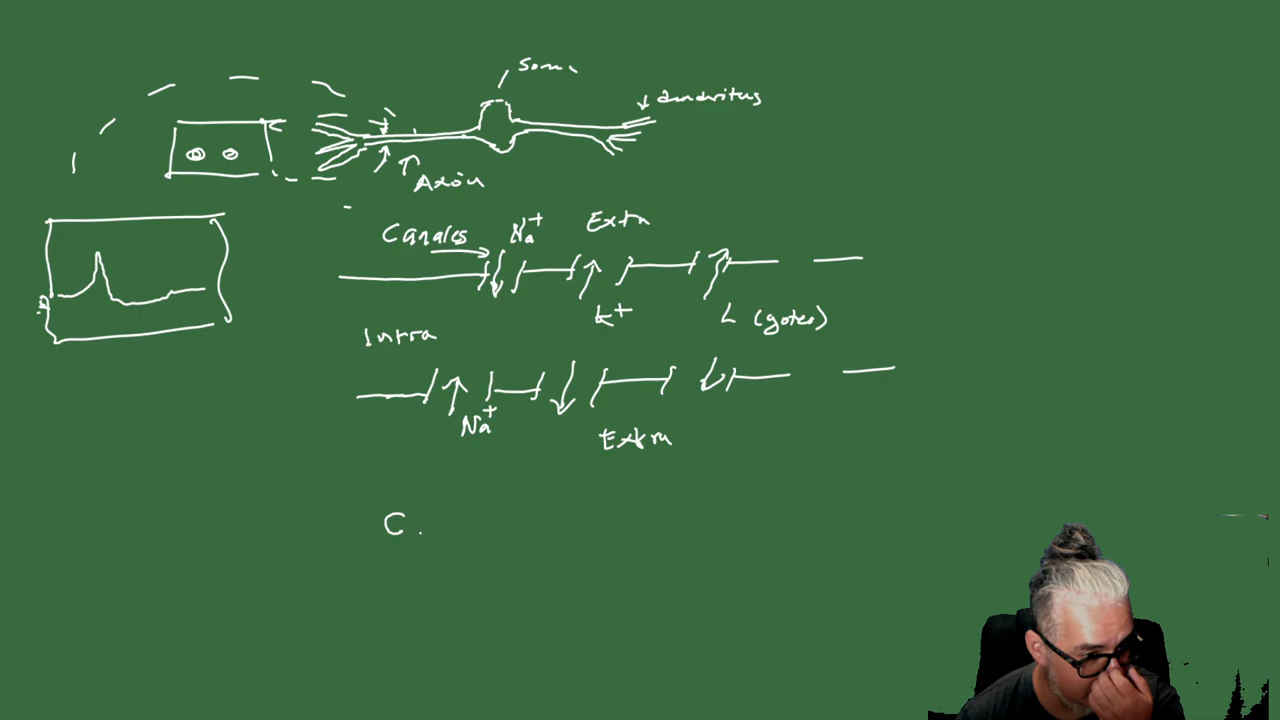 Soma
dendritas
Axón
Canales Na⁺ Extra
K⁺ L (goteo)
Intra
Na⁺
Extra
C.